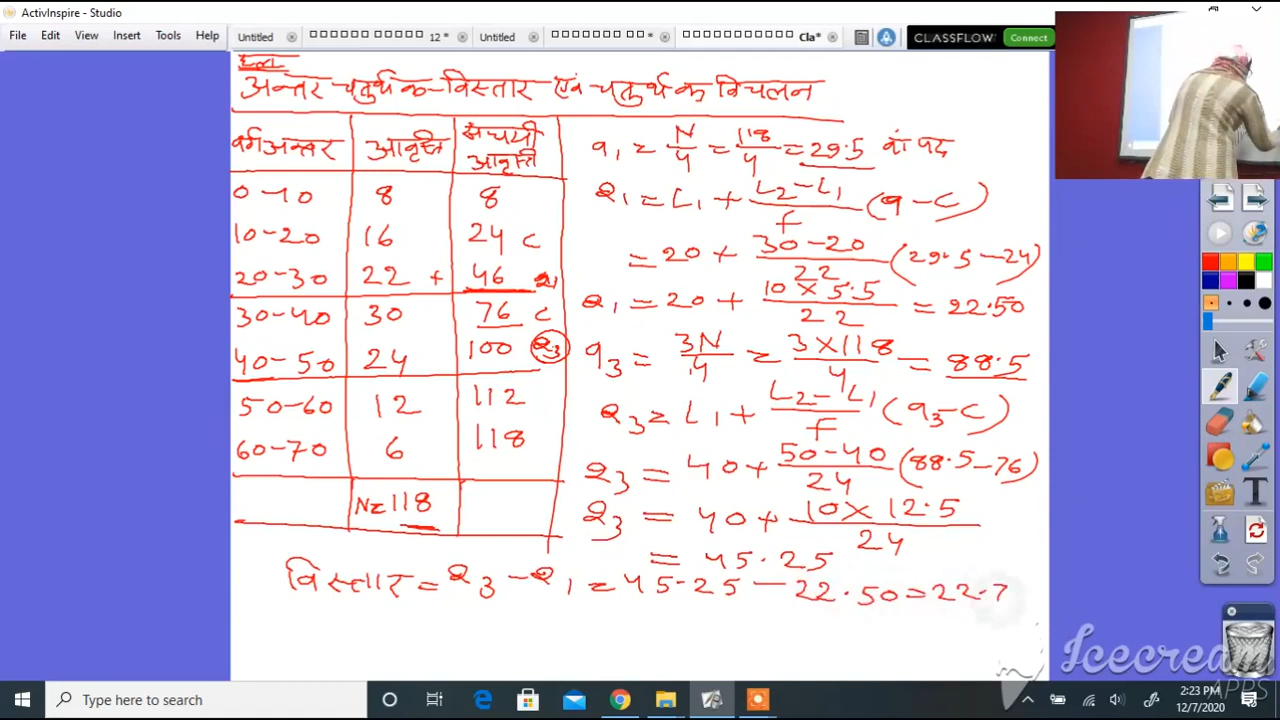 ActivInspire - Studio
File Edit View Insert Tools Help
Untitled 12 * Untitled * Cla* CLASSFLOW Connect
अन्तर चतुर्थक-विस्तार एवं चतुर्थक विचलन
वर्ग अन्तर आवृत्ति संचयी आवृत्ति
0-10 8 8
10-20 16 24 C
20-30 22 + 46 Q1
30-40 30 76 C
40-50 24 100 Q3
50-60 12 112
60-70 6 118
N=118
q1 = N/4 = 118/4 = 29.5 वां पद
Q1 = L1 + L2-L1/f (q-C)
= 20 + 30-20/22 (29.5-24)
Q1 = 20 + 10×5.5/22 = 22.50
q3 = 3N/4 = 3×118/4 = 88.5
Q3 = L1 + L2-L1/f (q3-C)
Q3 = 40+ 50-40/24 (88.5-76)
Q3 = 40+ 10×12.5/24
= 45.25
विस्तार = Q3-Q1 = 45.25-22.50=22.7
Icecream
APPS
Type here to search
2:23 PM
12/7/2020